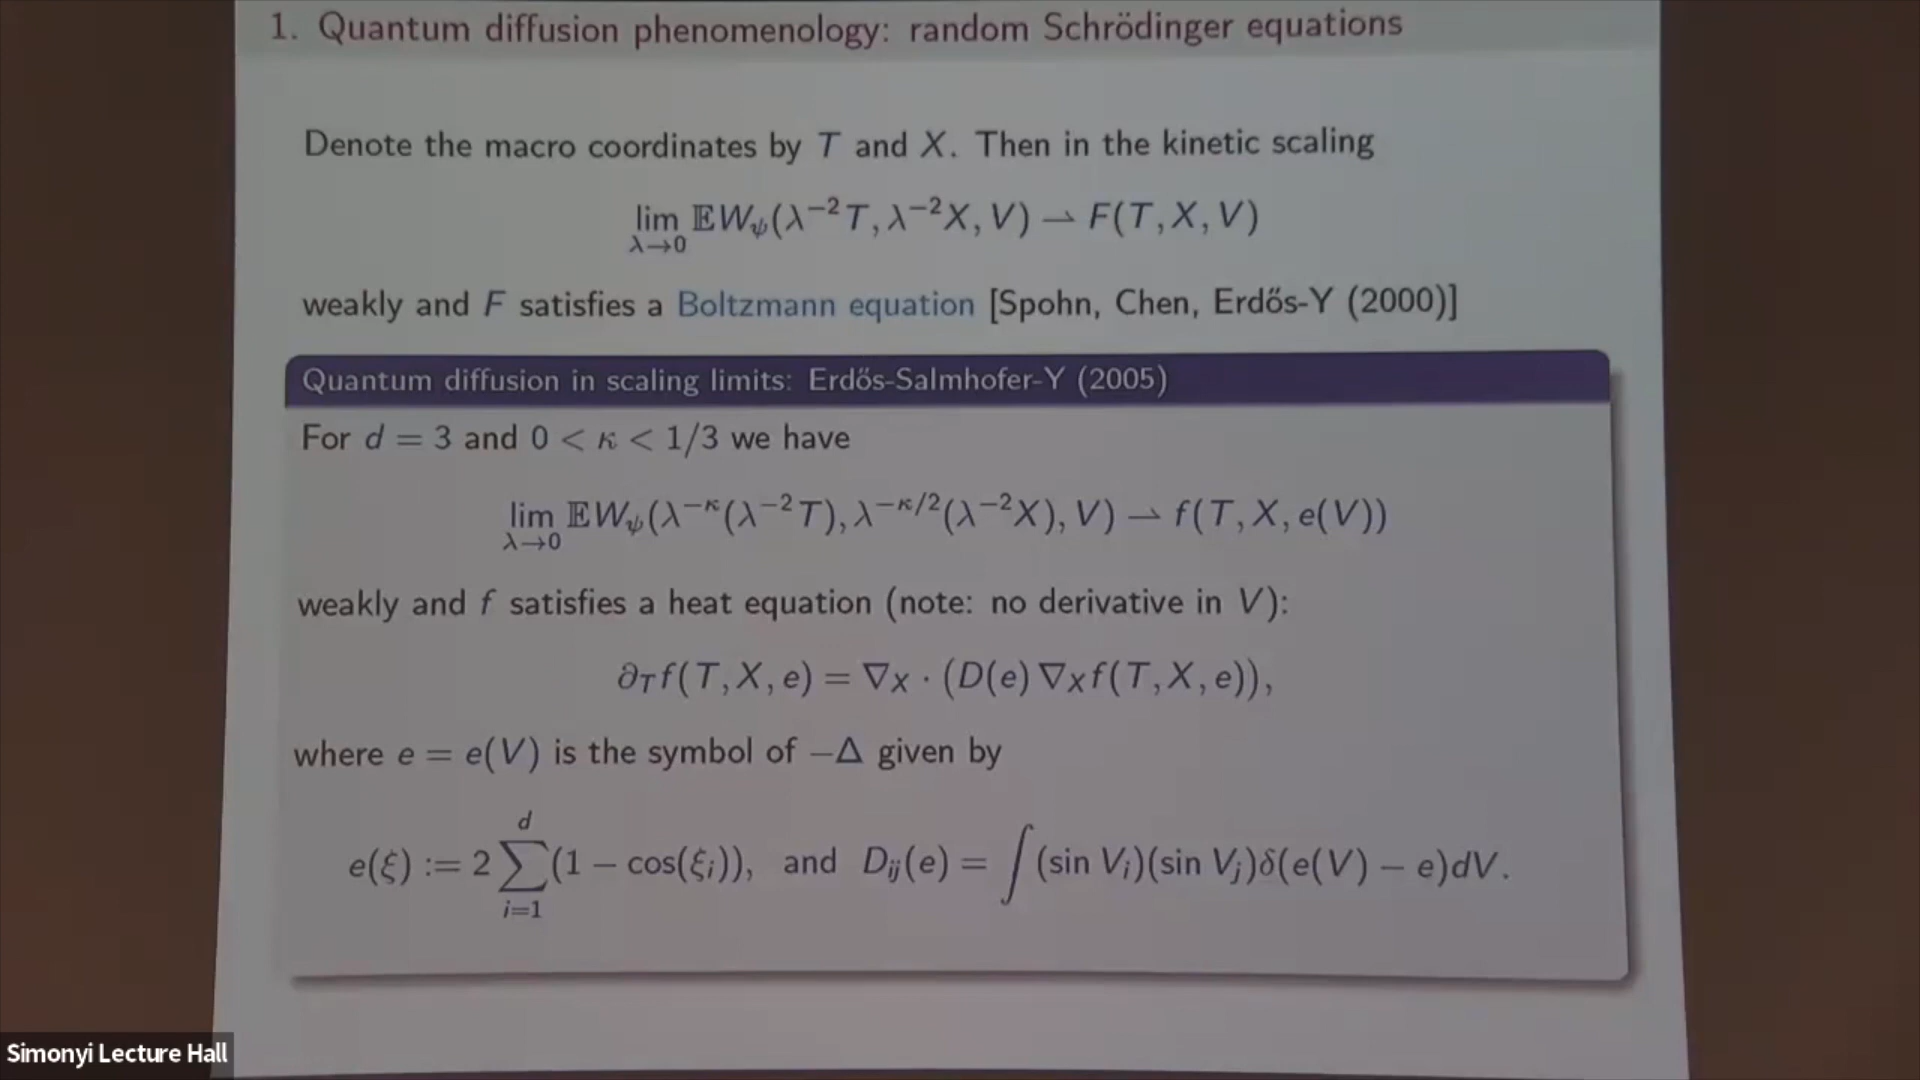 1. Quantum diffusion phenomenology: random Schrödinger equations
Denote the macro coordinates by T and X. Then in the kinetic scaling
lim_{λ→0} 𝔼W_ψ(λ^{−2}T, λ^{−2}X, V) ⇀ F(T, X, V)
weakly and F satisfies a Boltzmann equation [Spohn, Chen, Erdős-Y (2000)]
Quantum diffusion in scaling limits: Erdős-Salmhofer-Y (2005)
For d = 3 and 0 < κ < 1/3 we have
lim_{λ→0} 𝔼W_ψ(λ^{−κ}(λ^{−2}T), λ^{−κ/2}(λ^{−2}X), V) ⇀ f(T, X, e(V))
weakly and f satisfies a heat equation (note: no derivative in V):
∂_T f(T, X, e) = ∇_X · (D(e) ∇_X f(T, X, e)),
where e = e(V) is the symbol of −Δ given by
e(ξ) := 2 ∑_{i=1}^{d} (1 − cos(ξ_i)), and D_{ij}(e) = ∫ (sin V_i)(sin V_j)δ(e(V) − e)dV.
Simonyi Lecture Hall